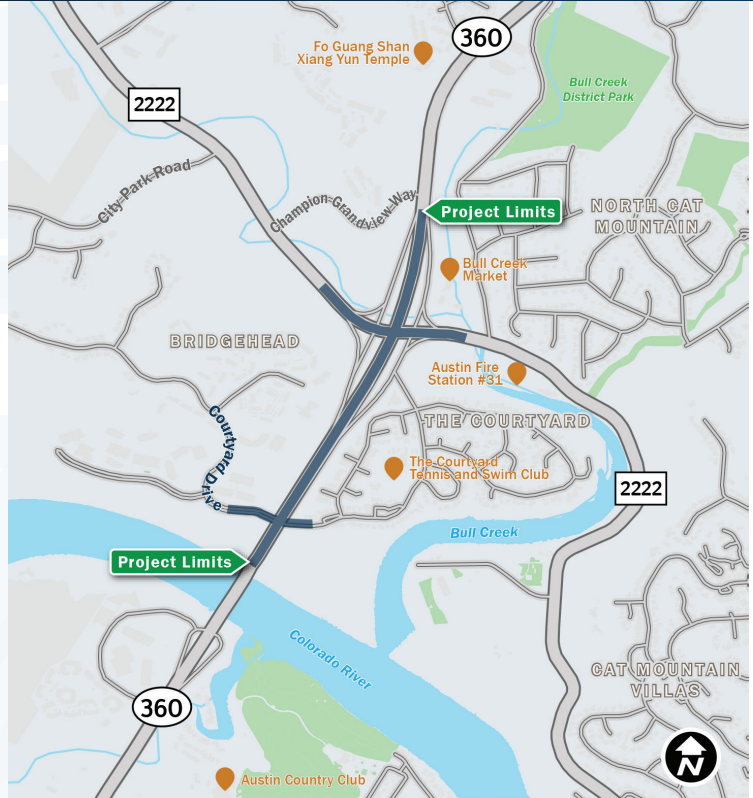 360
Fo Guang Shan
Xiang Yun Temple
Bull Creek
District Park
2222
City Park Road
Champion Grandview Way
Project Limits
NORTH CAT
MOUNTAIN
Bull Creek
Market
BRIDGEHEAD
Austin Fire
Station #31
THE COURTYARD
Courtyard Drive
The Courtyard
Tennis and Swim Club
2222
Bull Creek
Project Limits
Colorado River
CAT MOUNTAIN
VILLAS
360
N
Austin Country Club